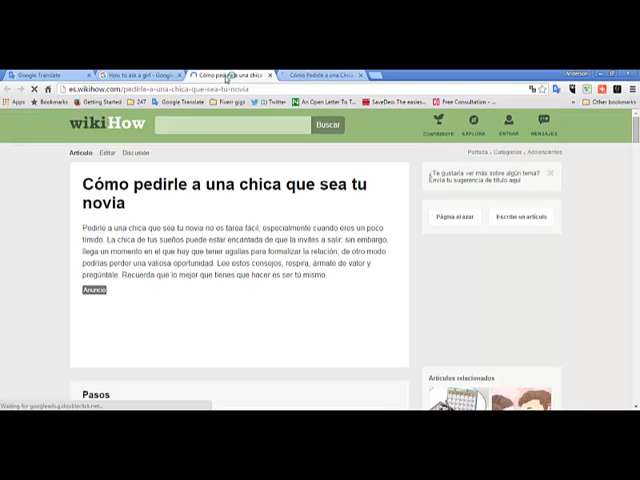 Google Translate
How to ask a girl - Google
Cómo pedirle a una chica
Cómo Pedirle a una Chica
Anderson
es.wikihow.com/pedirle-a-una-chica-que-sea-tu-novia
Apps
Bookmarks
Getting Started
247
Google Translate
Fiverr gigs
Twitter
An Open Letter To T...
SaveDeo: The easies...
Free Consultation - ...
Other bookmarks
wikiHow
Buscar
CONTRIBUYE
EXPLORA
ENTRAR
MENSAJES
Artículo
Editar
Discusión
Portada » Categorías » Adolescentes
Cómo pedirle a una chica que sea tu
novia
Pedirle a una chica que sea tu novia no es tarea fácil, especialmente cuando eres un poco
tímido. La chica de tus sueños puede estar encantada de que la invites a salir; sin embargo,
llega un momento en el que hay que tener agallas para formalizar la relación, de otro modo
podrías perder una valiosa oportunidad. Lee estos consejos, respira, ármate de valor y
pregúntale. Recuerda que lo mejor que tienes que hacer es ser tú mismo
Anuncio
¿Te gustaría ver más sobre algún tema?
Envía tu sugerencia de título aquí
Página al azar
Escribe un artículo
Artículos relacionados
Pasos
Waiting for googleads.g.doubleclick.net...